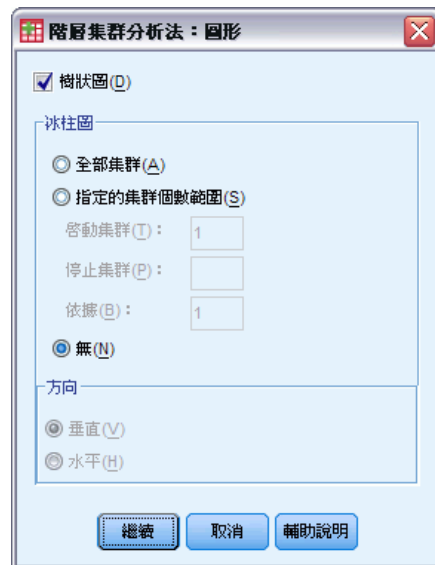 階層集群分析法：圖形
樹狀圖(D)
冰柱圖
全部集群(A)
指定的集群個數範圍(S)
啓動集群(T)： 1
停止集群(P)：
依據(B)： 1
無(N)
方向
垂直(V)
水平(H)
繼續 取消 輔助說明